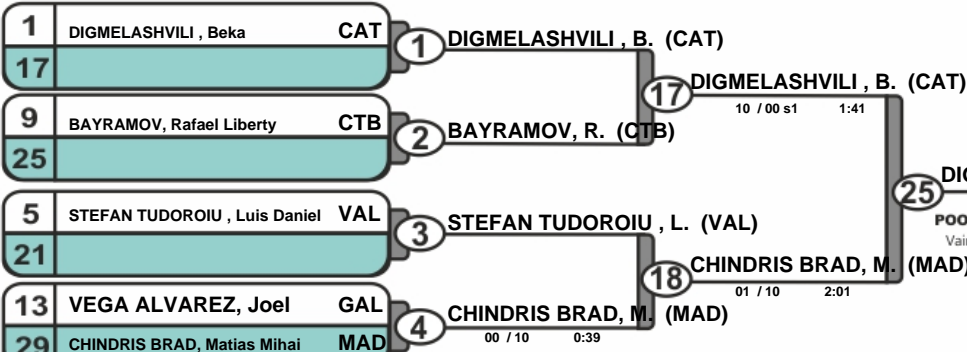 1 DIGMELASHVILI , Beka CAT
17
9 BAYRAMOV, Rafael Liberty CTB
25
5 STEFAN TUDOROIU , Luis Daniel VAL
21
13 VEGA ALVAREZ, Joel GAL
29 CHINDRIS BRAD, Matias Mihai MAD
1 DIGMELASHVILI , B. (CAT)
2 BAYRAMOV, R. (CTB)
3 STEFAN TUDOROIU , L. (VAL)
4 CHINDRIS BRAD, M. (MAD)
00 / 10 0:39
17 DIGMELASHVILI , B. (CAT)
10 / 00 s1 1:41
18 CHINDRIS BRAD, M. (MAD)
01 / 10 2:01
25